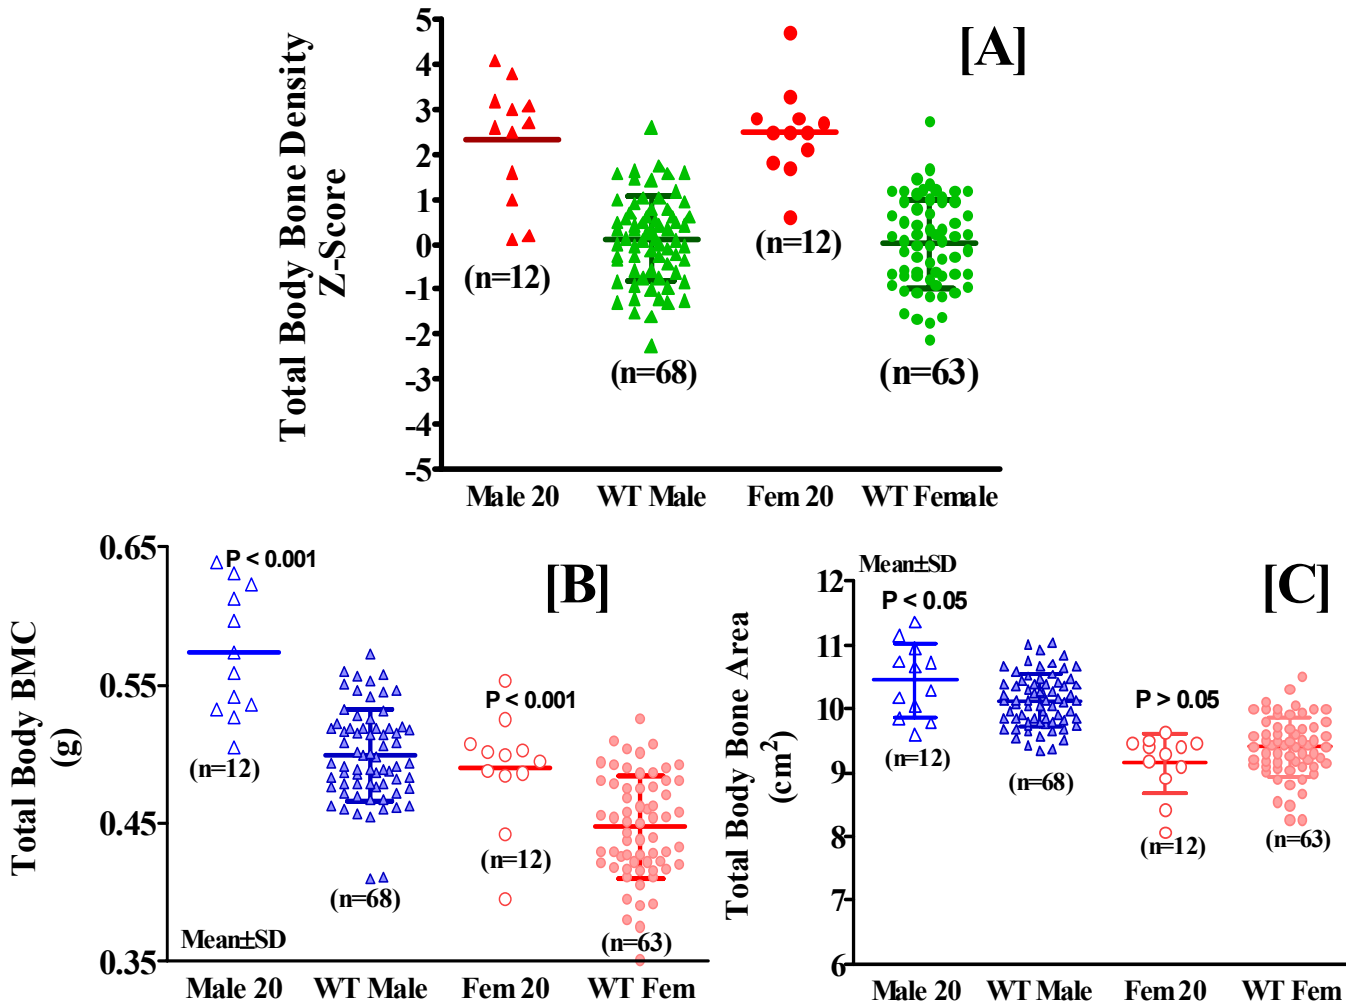 [A]
Total Body Bone Density
Z-Score
5
4
3
2
1
0
-1
-2
-3
-4
-5
(n=12)
(n=68)
(n=12)
(n=63)
Male 20
WT Male
Fem 20
WT Female
[B]
Total Body BMC
(g)
0.65
0.55
0.45
0.35
P < 0.001
P < 0.001
(n=12)
(n=68)
(n=12)
(n=63)
Mean±SD
Male 20
WT Male
Fem 20
WT Fem
[C]
Total Body Bone Area
(cm²)
12
11
10
9
8
7
6
Mean±SD
P < 0.05
P > 0.05
(n=12)
(n=68)
(n=12)
(n=63)
Male 20
WT Male
Fem 20
WT Fem